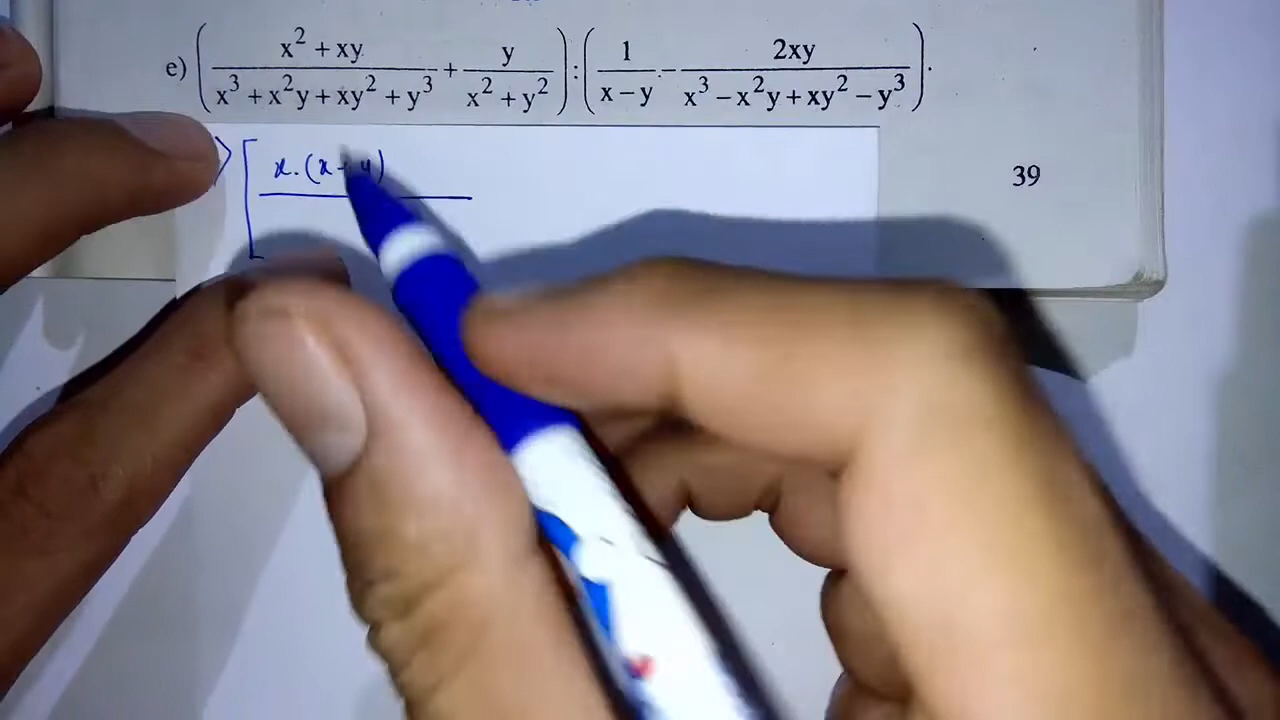 e) ( (x² + xy)/(x³ + x²y + xy² + y³) + y/(x² + y²) ) : ( 1/(x − y) − 2xy/(x³ − x²y + xy² − y³) ).
39
[ x.(x+y)